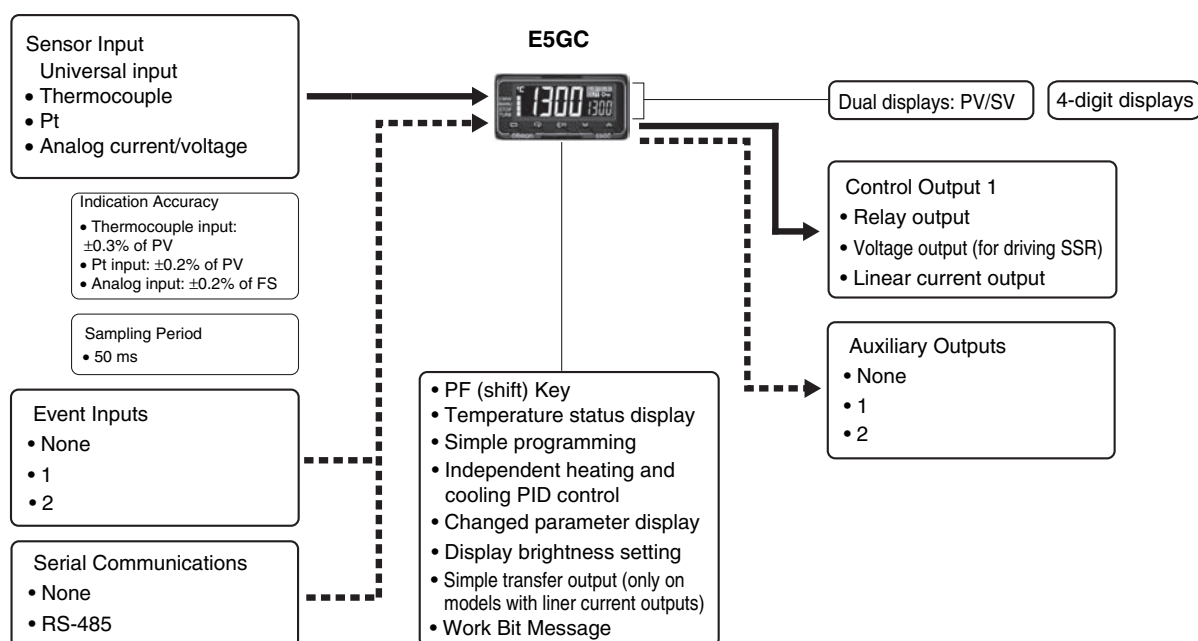 E5GC
Sensor Input
Universal input
• Thermocouple
• Pt
• Analog current/voltage
Indication Accuracy
• Thermocouple input:
±0.3% of PV
• Pt input: ±0.2% of PV
• Analog input: ±0.2% of FS
Sampling Period
• 50 ms
Event Inputs
• None
• 1
• 2
Serial Communications
• None
• RS-485
°C
1300
1300
Dual displays: PV/SV
4-digit displays
Control Output 1
• Relay output
• Voltage output (for driving SSR)
• Linear current output
Auxiliary Outputs
• None
• 1
• 2
• PF (shift) Key
• Temperature status display
• Simple programming
• Independent heating and
cooling PID control
• Changed parameter display
• Display brightness setting
• Simple transfer output (only on
models with liner current outputs)
• Work Bit Message